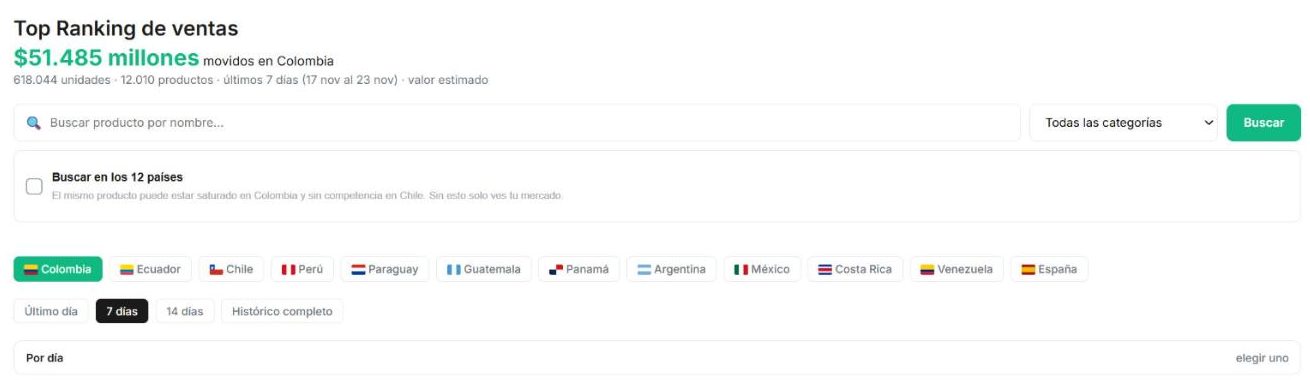 Top Ranking de ventas
$51.485 millones movidos en Colombia
618.044 unidades · 12.010 productos · últimos 7 días (17 nov al 23 nov) · valor estimado
Buscar producto por nombre...
Todas las categorías
Buscar
Buscar en los 12 países
El mismo producto puede estar saturado en Colombia y sin competencia en Chile. Sin esto solo ves tu mercado.
Colombia Ecuador Chile Perú Paraguay Guatemala Panamá Argentina México Costa Rica Venezuela España
Último día 7 días 14 días Histórico completo
Por día elegir uno